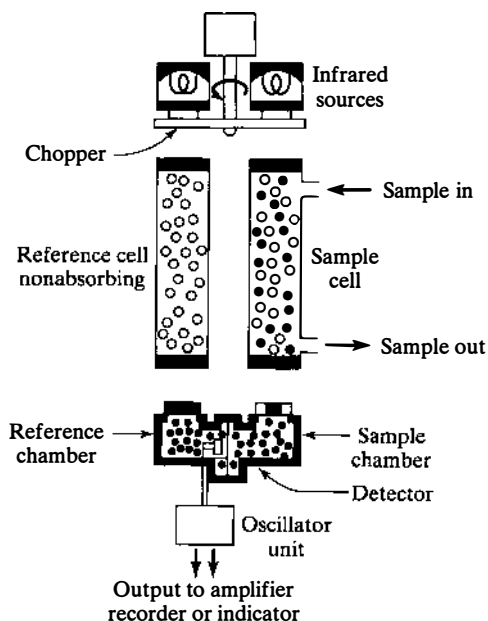 Infrared
sources
Chopper
Sample in
Reference cell
nonabsorbing
Sample
cell
Sample out
Reference
chamber
Sample
chamber
Detector
Oscillator
unit
Output to amplifier
recorder or indicator